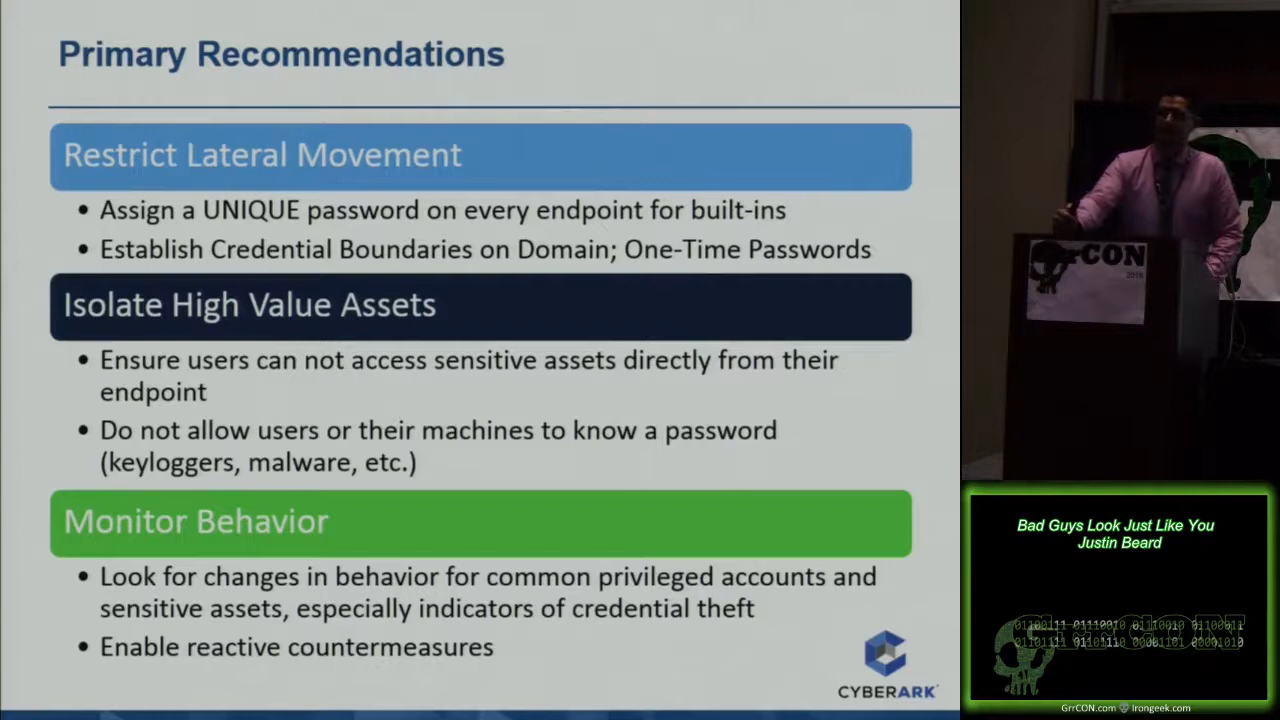 Primary Recommendations
Restrict Lateral Movement
• Assign a UNIQUE password on every endpoint for built-ins
• Establish Credential Boundaries on Domain; One-Time Passwords
Isolate High Value Assets
• Ensure users can not access sensitive assets directly from their
endpoint
• Do not allow users or their machines to know a password
(keyloggers, malware, etc.)
Monitor Behavior
• Look for changes in behavior for common privileged accounts and
sensitive assets, especially indicators of credential theft
• Enable reactive countermeasures
CYBERARK
GrrCON
Bad Guys Look Just Like You
Justin Beard
GrrCON
GrrCON.com Irongeek.com